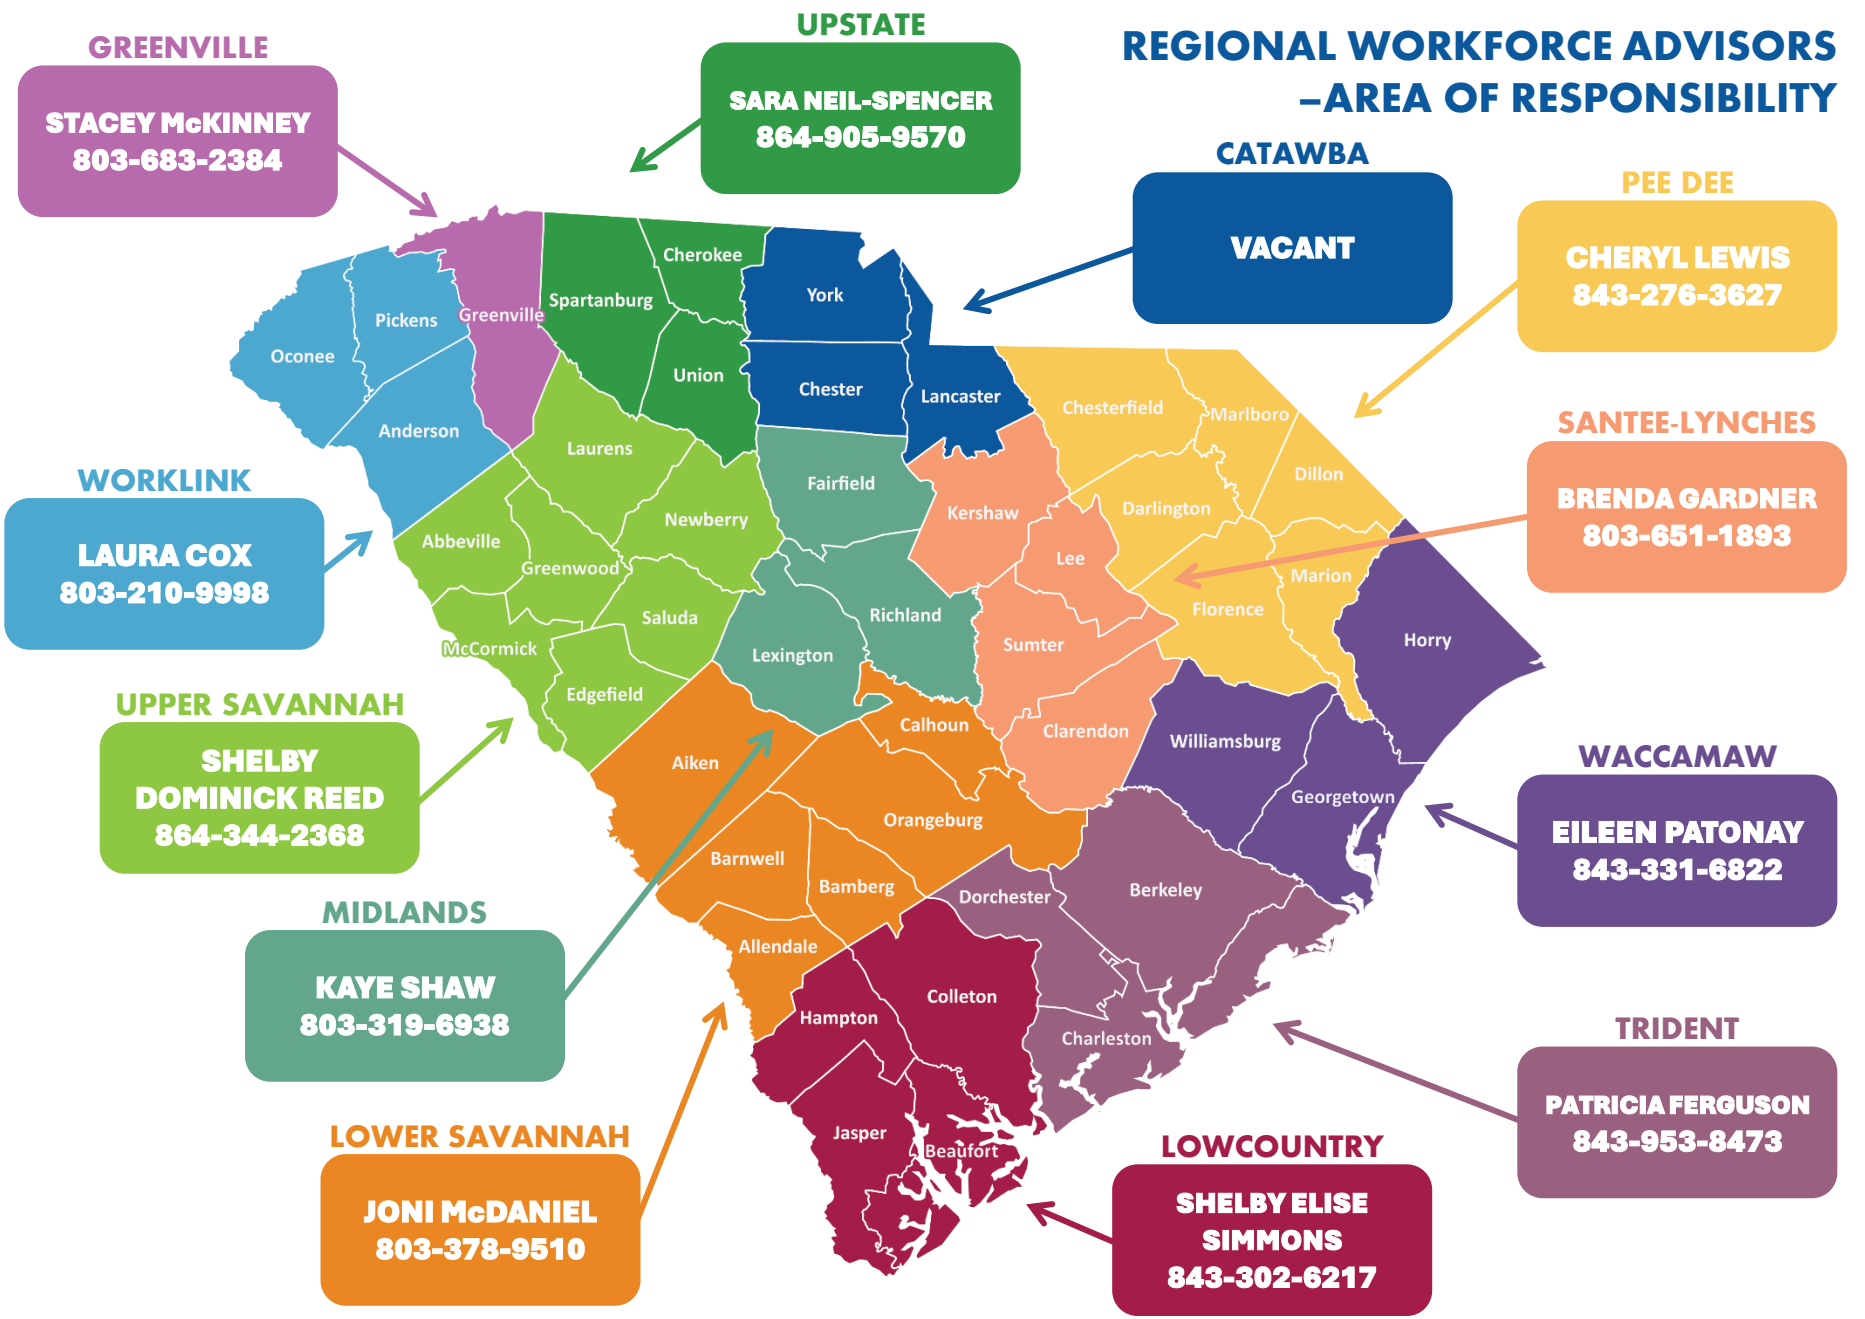 REGIONAL WORKFORCE ADVISORS
–AREA OF RESPONSIBILITY
GREENVILLE
STACEY McKINNEY
803-683-2384
UPSTATE
SARA NEIL-SPENCER
864-905-9570
CATAWBA
VACANT
PEE DEE
CHERYL LEWIS
843-276-3627
SANTEE-LYNCHES
BRENDA GARDNER
803-651-1893
WORKLINK
LAURA COX
803-210-9998
UPPER SAVANNAH
SHELBY
DOMINICK REED
864-344-2368
WACCAMAW
EILEEN PATONAY
843-331-6822
MIDLANDS
KAYE SHAW
803-319-6938
TRIDENT
PATRICIA FERGUSON
843-953-8473
LOWER SAVANNAH
JONI McDANIEL
803-378-9510
LOWCOUNTRY
SHELBY ELISE
SIMMONS
843-302-6217
Cherokee
York
Spartanburg
Greenville
Pickens
Oconee
Union
Chester
Lancaster
Chesterfield
Marlboro
Anderson
Laurens
Dillon
Fairfield
Darlington
Kershaw
Newberry
Abbeville
Lee
Greenwood
Marion
Florence
Richland
Saluda
Horry
Sumter
McCormick
Lexington
Edgefield
Calhoun
Clarendon
Williamsburg
Aiken
Georgetown
Orangeburg
Barnwell
Bamberg
Berkeley
Dorchester
Allendale
Colleton
Hampton
Charleston
Jasper
Beaufort